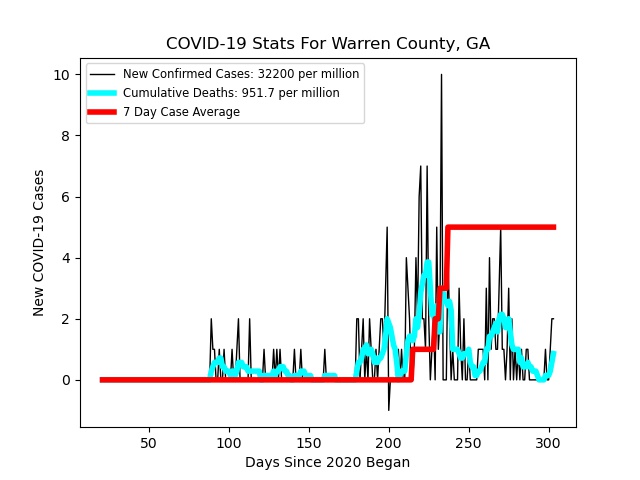 COVID-19 Stats For Warren County, GA
New Confirmed Cases: 32200 per million
Cumulative Deaths: 951.7 per million
7 Day Case Average
New COVID-19 Cases
10
8
6
4
2
0
50 100 150 200 250 300
Days Since 2020 Began